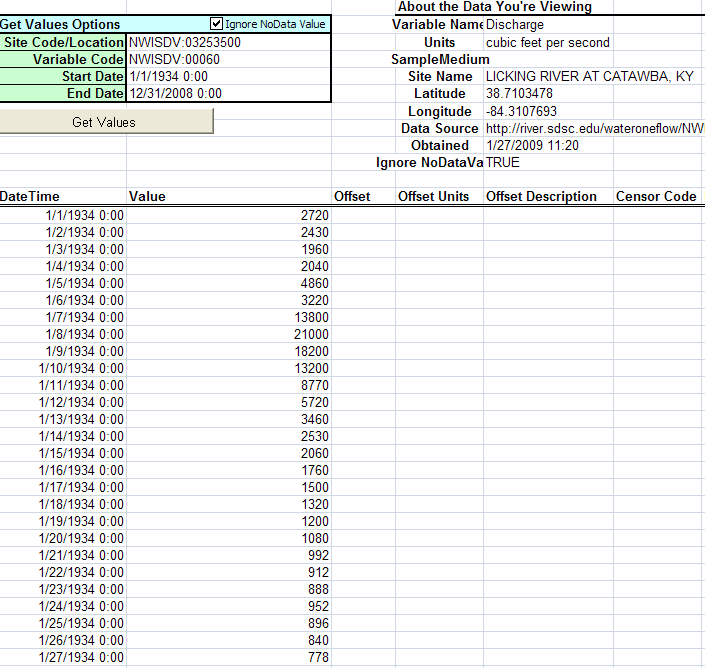 About the Data You're Viewing
Get Values Options Ignore NoData Value Variable Name Discharge
Site Code/Location NWISDV:03253500 Units cubic feet per second
Variable Code NWISDV:00060 SampleMedium
Start Date 1/1/1934 0:00 Site Name LICKING RIVER AT CATAWBA, KY
End Date 12/31/2008 0:00 Latitude 38.7103478
Longitude -84.3107693
Get Values Data Source http://river.sdsc.edu/wateroneflow/NWI
Obtained 1/27/2009 11:20
Ignore NoDataVa TRUE
DateTime Value Offset Offset Units Offset Description Censor Code
1/1/1934 0:00 2720
1/2/1934 0:00 2430
1/3/1934 0:00 1960
1/4/1934 0:00 2040
1/5/1934 0:00 4860
1/6/1934 0:00 3220
1/7/1934 0:00 13800
1/8/1934 0:00 21000
1/9/1934 0:00 18200
1/10/1934 0:00 13200
1/11/1934 0:00 8770
1/12/1934 0:00 5720
1/13/1934 0:00 3460
1/14/1934 0:00 2530
1/15/1934 0:00 2060
1/16/1934 0:00 1760
1/17/1934 0:00 1500
1/18/1934 0:00 1320
1/19/1934 0:00 1200
1/20/1934 0:00 1080
1/21/1934 0:00 992
1/22/1934 0:00 912
1/23/1934 0:00 888
1/24/1934 0:00 952
1/25/1934 0:00 896
1/26/1934 0:00 840
1/27/1934 0:00 778